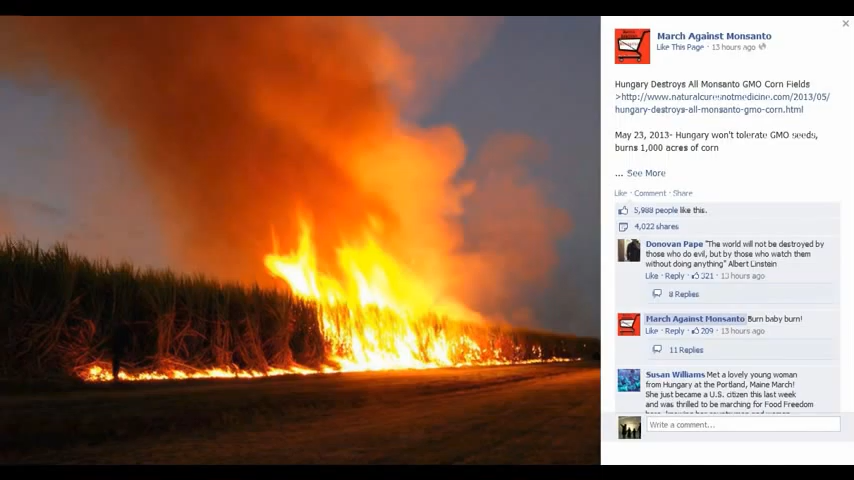 March Against Monsanto
Like This Page · 13 hours ago
Hungary Destroys All Monsanto GMO Corn Fields
>http://www.naturalcuresnotmedicine.com/2013/05/
hungary-destroys-all-monsanto-gmo-corn.html
May 23, 2013- Hungary won't tolerate GMO seeds,
burns 1,000 acres of corn
... See More
Like · Comment · Share
5,988 people like this.
4,022 shares
Donovan Pape "The world will not be destroyed by
those who do evil, but by those who watch them
without doing anything" Albert Einstein
Like · Reply · 321 · 13 hours ago
8 Replies
March Against Monsanto Burn baby burn!
Like · Reply · 209 · 13 hours ago
11 Replies
Susan Williams Met a lovely young woman
from Hungary at the Portland, Maine March!
She just became a U.S. citizen this last week
and was thrilled to be marching for Food Freedom
Write a comment...